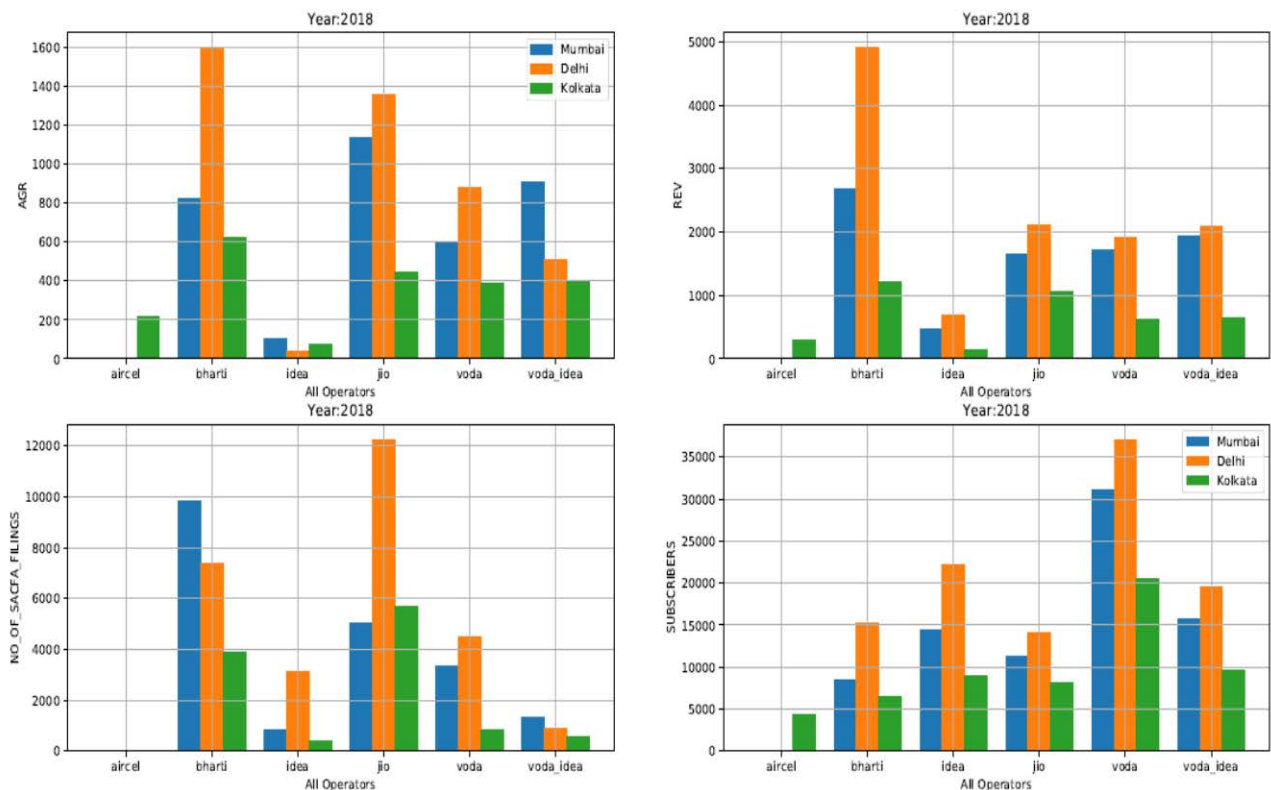 Year:2018
AGR
1600
1400
1200
1000
800
600
400
200
0
Mumbai
Delhi
Kolkata
aircel bharti idea jio voda voda_idea
All Operators
Year:2018
REV
5000
4000
3000
2000
1000
0
aircel bharti idea jio voda voda_idea
All Operators
Year:2018
NO_OF_SACFA_FILINGS
12000
10000
8000
6000
4000
2000
0
aircel bharti idea jio voda voda_idea
All Operators
Year:2018
SUBSCRIBERS
35000
30000
25000
20000
15000
10000
5000
0
Mumbai
Delhi
Kolkata
aircel bharti idea jio voda voda_idea
All Operators